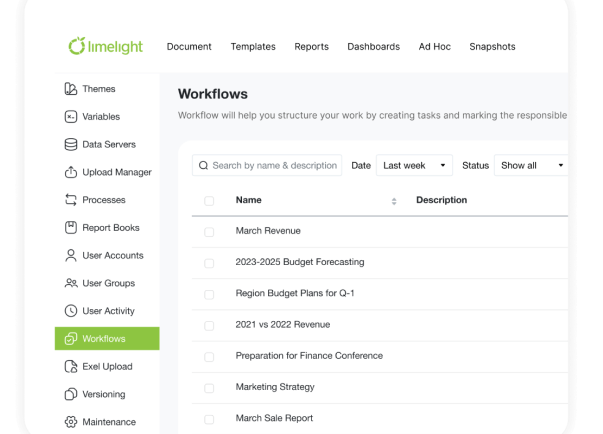 limelight
Document Templates Reports Dashboards Ad Hoc Snapshots
Themes
Variables
Data Servers
Upload Manager
Processes
Report Books
User Accounts
User Groups
User Activity
Workflows
Exel Upload
Versioning
Maintenance
Workflows
Workflow will help you structure your work by creating tasks and marking the responsible
Search by name & description Date Last week Status Show all
Name Description
March Revenue
2023-2025 Budget Forecasting
Region Budget Plans for Q-1
2021 vs 2022 Revenue
Preparation for Finance Conference
Marketing Strategy
March Sale Report